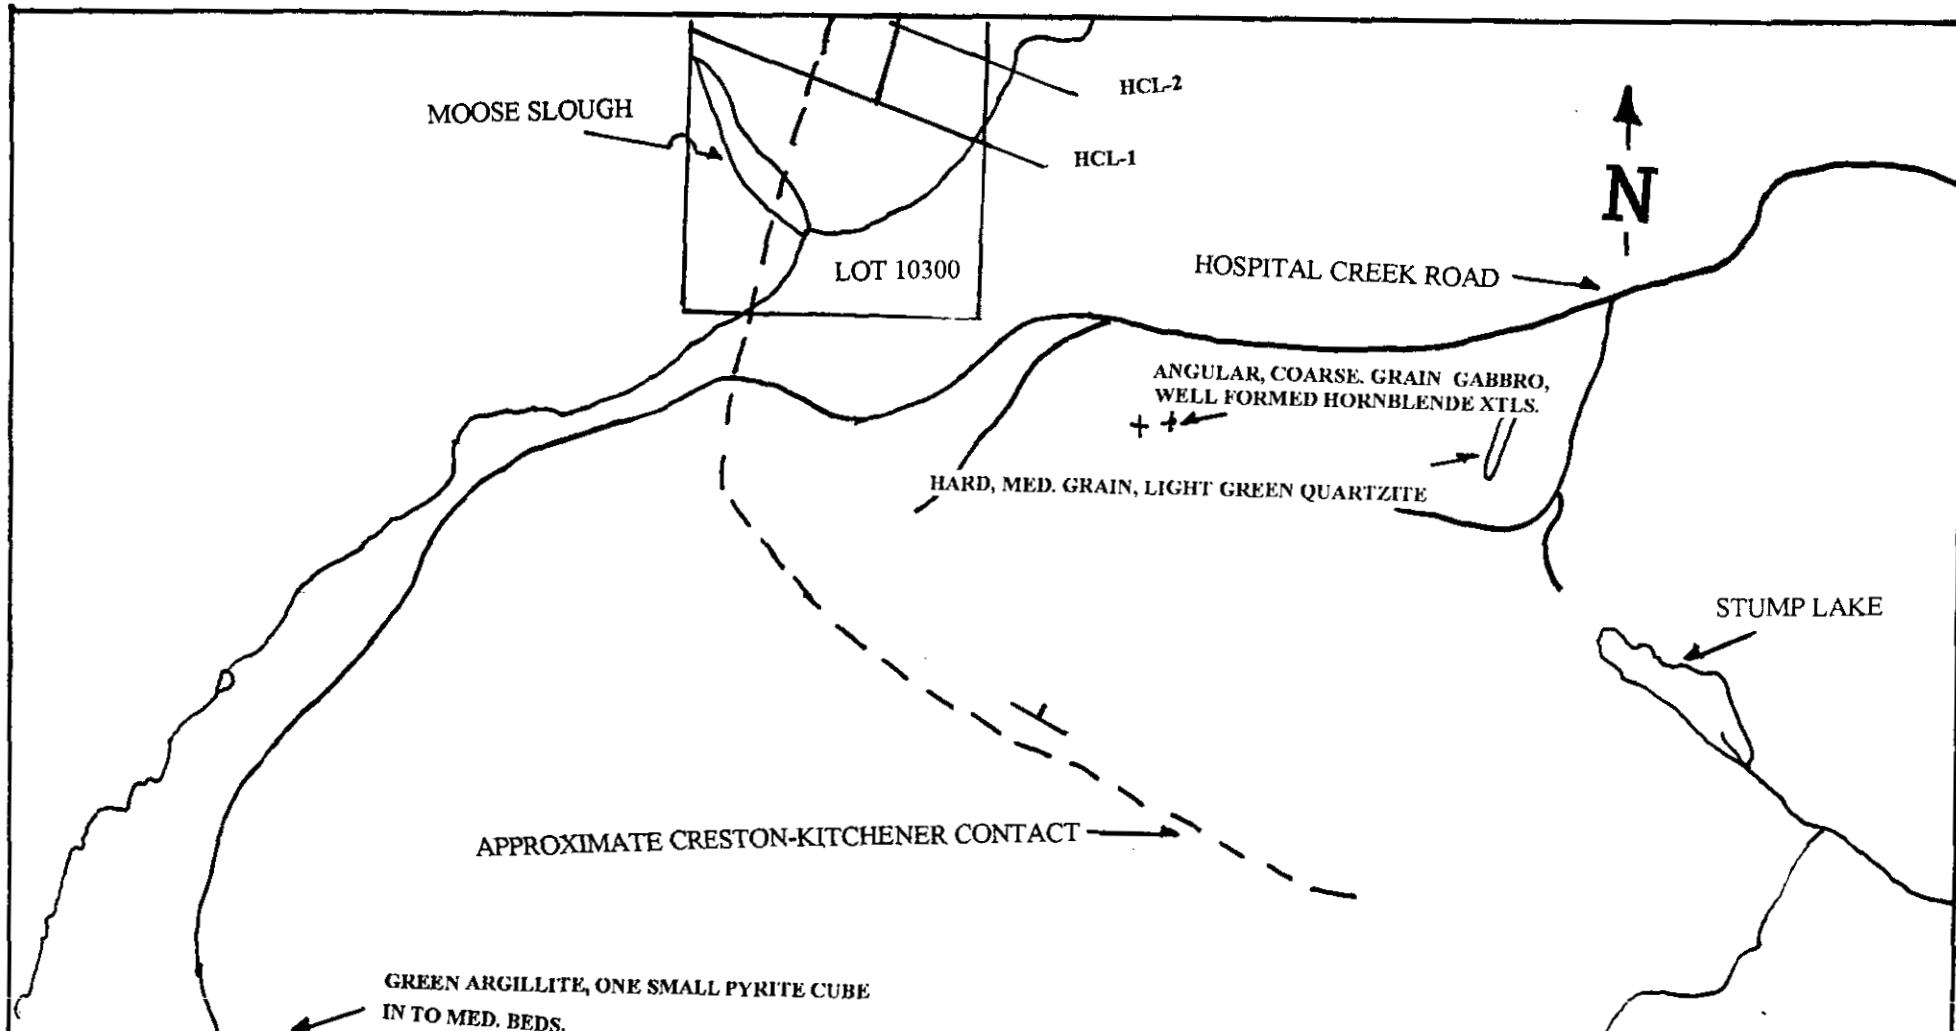 HCL-2
MOOSE SLOUGH
HCL-1
N
LOT 10300
HOSPITAL CREEK ROAD
ANGULAR, COARSE. GRAIN GABBRO,
WELL FORMED HORNBLENDE XTLS.
HARD, MED. GRAIN, LIGHT GREEN QUARTZITE
STUMP LAKE
APPROXIMATE CRESTON-KITCHENER CONTACT
GREEN ARGILLITE, ONE SMALL PYRITE CUBE
IN TO MED. BEDS.